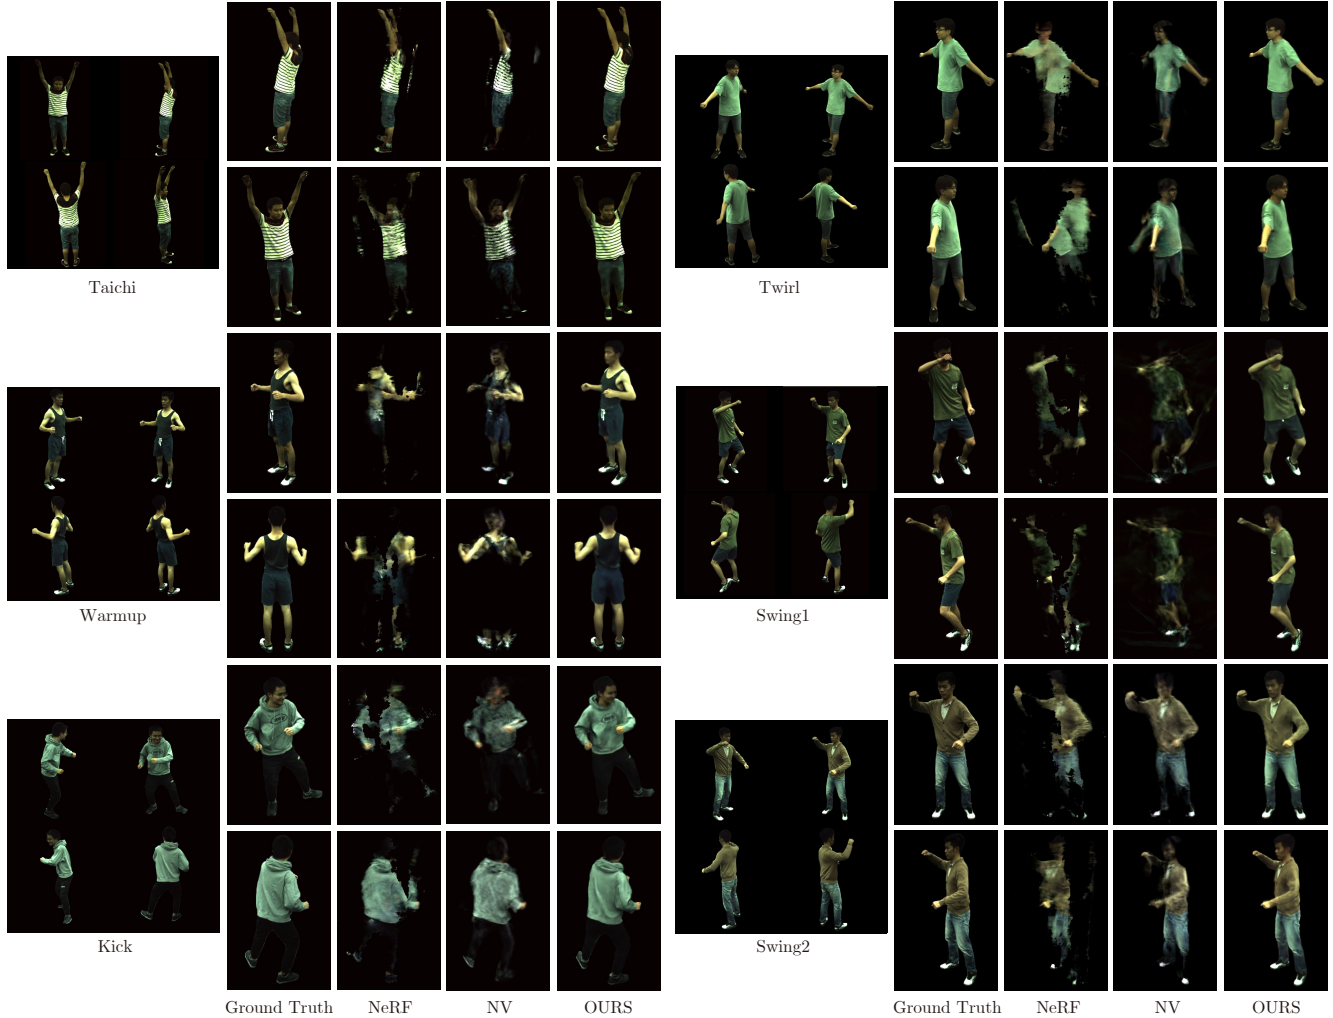 Taichi
Twirl
Warmup
Swing1
Kick
Swing2
Ground Truth NeRF NV OURS Ground Truth NeRF NV OURS